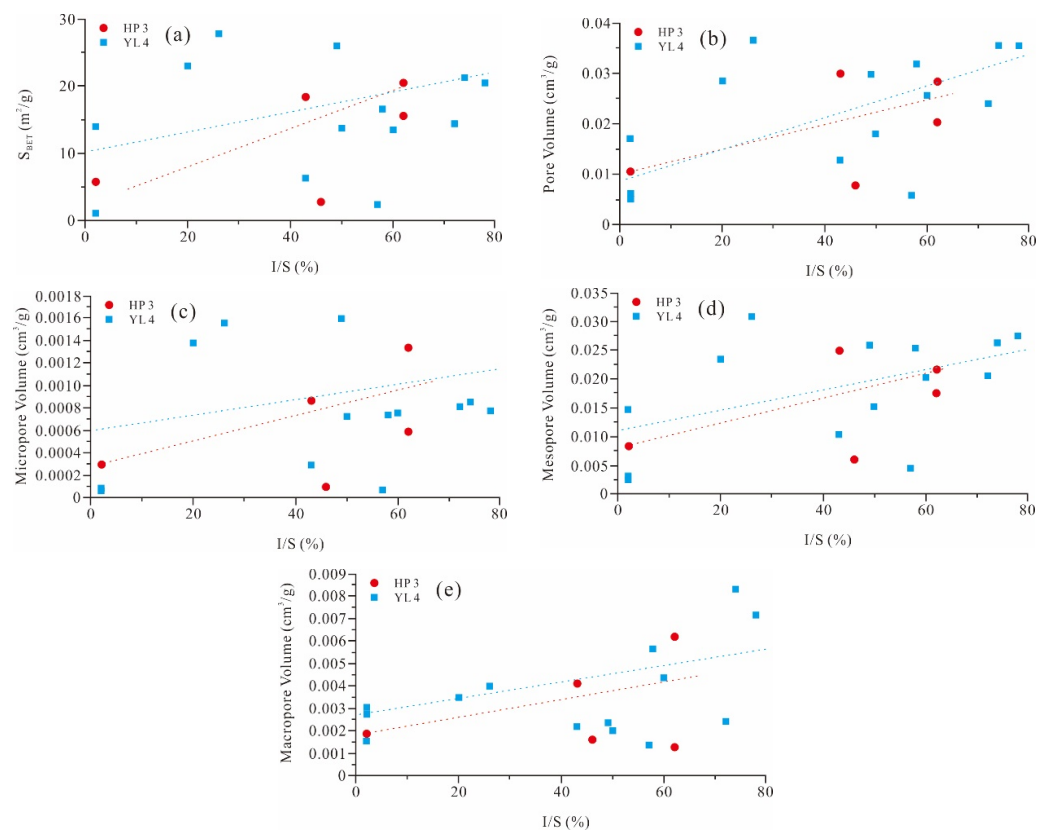 HP 3
YL 4
(a)
30
20
10
0
S_BET (m³/g)
0 20 40 60 80
I/S (%)
HP 3
YL 4
(b)
0.04
0.03
0.02
0.01
0
Pore Volume (cm³/g)
0 20 40 60 80
I/S (%)
HP 3
YL 4
(c)
0.0018
0.0016
0.0014
0.0012
0.0010
0.0008
0.0006
0.0004
0.0002
0
Micropore Volume (cm³/g)
0 20 40 60 80
I/S (%)
HP 3
YL 4
(d)
0.035
0.030
0.025
0.020
0.015
0.010
0.005
0
Mesopore Volume (cm³/g)
0 20 40 60 80
I/S (%)
HP 3
YL 4
(e)
0.009
0.008
0.007
0.006
0.005
0.004
0.003
0.002
0.001
0
Macropore Volume (cm³/g)
0 20 40 60 80
I/S (%)